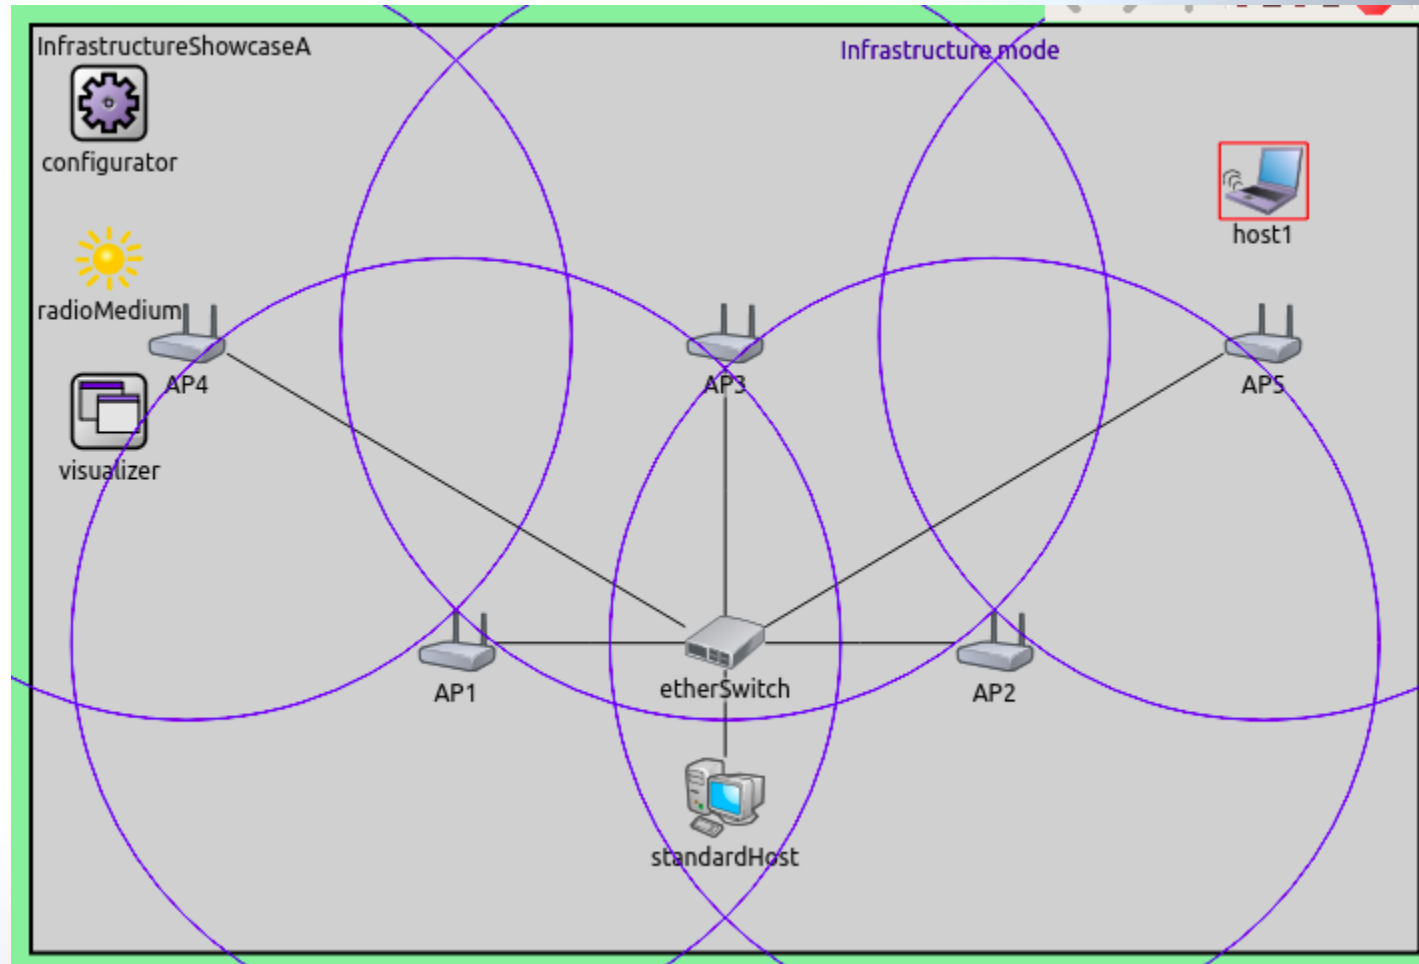 InfrastructureShowcaseA
Infrastructure mode
configurator
host1
radioMedium
AP4
AP3
AP5
visualizer
AP1
etherSwitch
AP2
standardHost